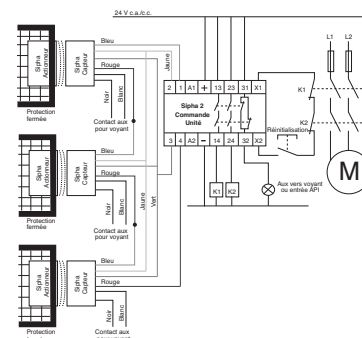 24 V c.a./c.c.
L1 L2
Bleu
Jaune
Sipha
Actionneur
Sipha
Capteur
Rouge
Noir
Blanc
Protection
fermée
Contact aux
pour voyant
2 1 A1 + 13 23 31 X1
Sipha 2
Commande
Unité
3 4 A2 − 14 24 32 X2
K1
K2
Réinitialisation
M
K1 K2
Aux vers voyant
ou entrée API
Bleu
Sipha
Actionneur
Sipha
Capteur
Rouge
Noir
Blanc
Jaune
Vert
Protection
fermée
Contact aux
pour voyant
Bleu
Sipha
Actionneur
Sipha
Capteur
Rouge
Noir
Blanc
Protection
Contact aux